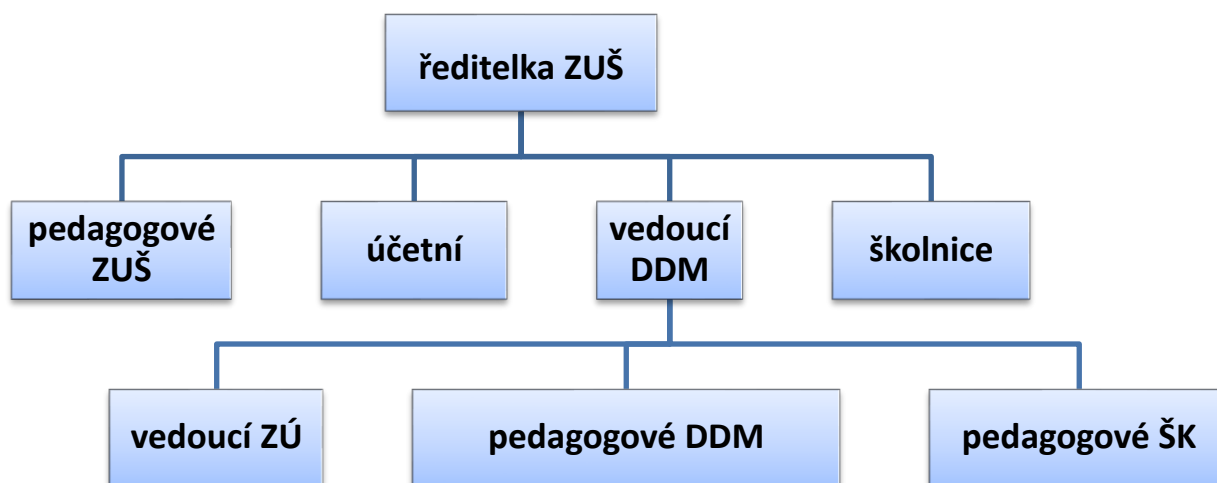 ředitelka ZUŠ
pedagogové
ZUŠ
účetní
vedoucí
DDM
školnice
vedoucí ZÚ
pedagogové DDM
pedagogové ŠK